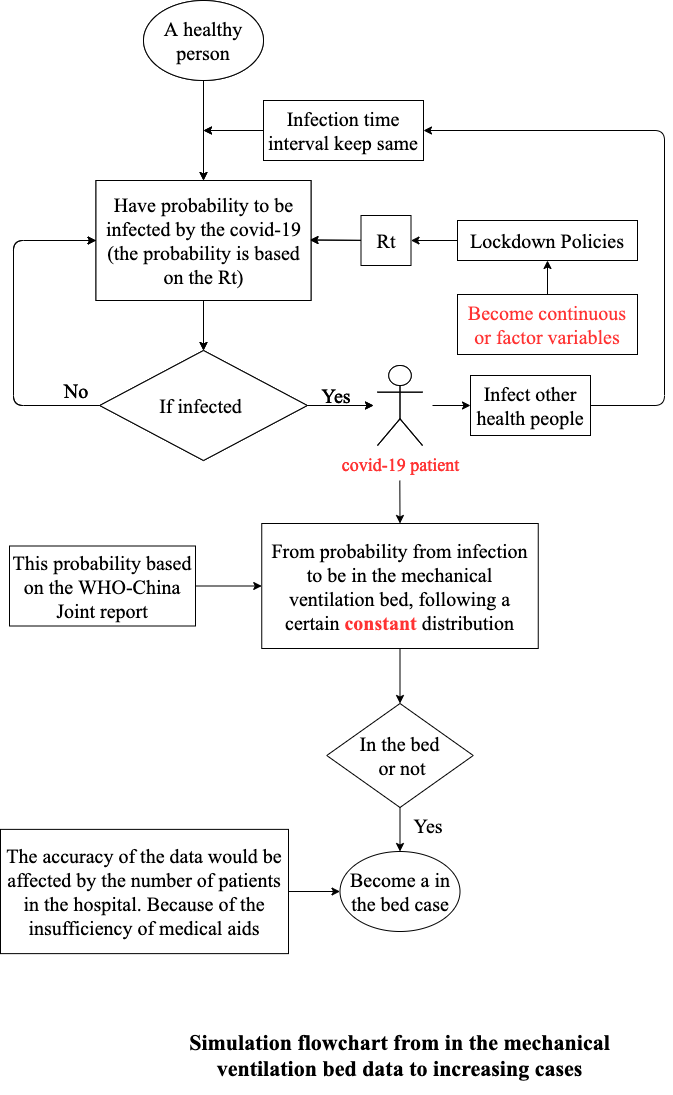 A healthy
person
Infection time
interval keep same
Have probability to be
infected by the covid-19
(the probability is based
on the Rt)
Rt
Lockdown Policies
Become continuous
or factor variables
No
If infected
Yes
Infect other
health people
covid-19 patient
This probability based
on the WHO-China
Joint report
From probability from infection
to be in the mechanical
ventilation bed, following a
certain constant distribution
In the bed
or not
Yes
The accuracy of the data would be
affected by the number of patients
in the hospital. Because of the
insufficiency of medical aids
Become a in
the bed case
Simulation flowchart from in the mechanical
ventilation bed data to increasing cases